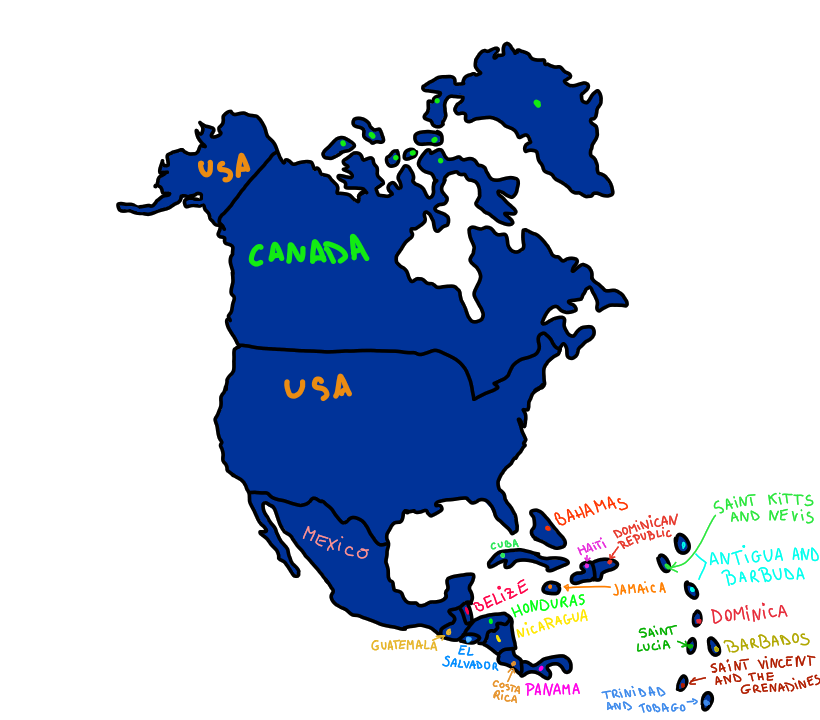 USA
CANADA
USA
MEXICO
BAHAMAS
CUBA
HAITI
DOMINICAN
REPUBLIC
SAINT KITTS
AND NEVIS
ANTIGUA AND
BARBUDA
JAMAICA
BELIZE
HONDURAS
NICARAGUA
GUATEMALA
EL
SALVADOR
COSTA
RICA
PANAMA
DOMINICA
SAINT
LUCIA
BARBADOS
SAINT VINCENT
AND THE
GRENADINES
TRINIDAD
AND TOBAGO